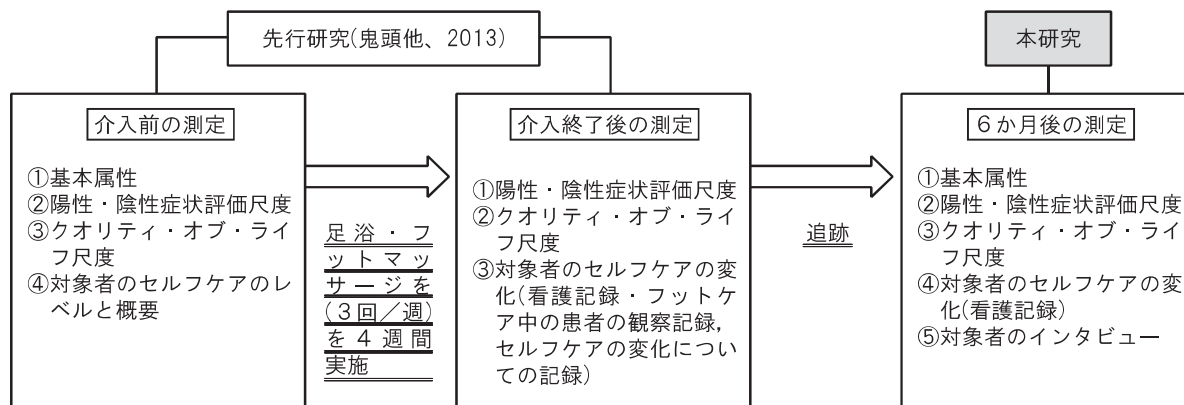 先行研究(鬼頭他、2013)
本研究
介入前の測定
①基本属性
②陽性・陰性症状評価尺度
③クオリティ・オブ・ライ
フ尺度
④対象者のセルフケアのレ
ベルと概要
足浴・フ
ットマッ
サージを
(3回／週)
を4週間
実施
介入終了後の測定
①陽性・陰性症状評価尺度
②クオリティ・オブ・ライ
フ尺度
③対象者のセルフケアの変
化(看護記録・フットケ
ア中の患者の観察記録，
セルフケアの変化につい
ての記録)
追跡
6か月後の測定
①基本属性
②陽性・陰性症状評価尺度
③クオリティ・オブ・ライ
フ尺度
④対象者のセルフケアの変
化(看護記録)
⑤対象者のインタビュー